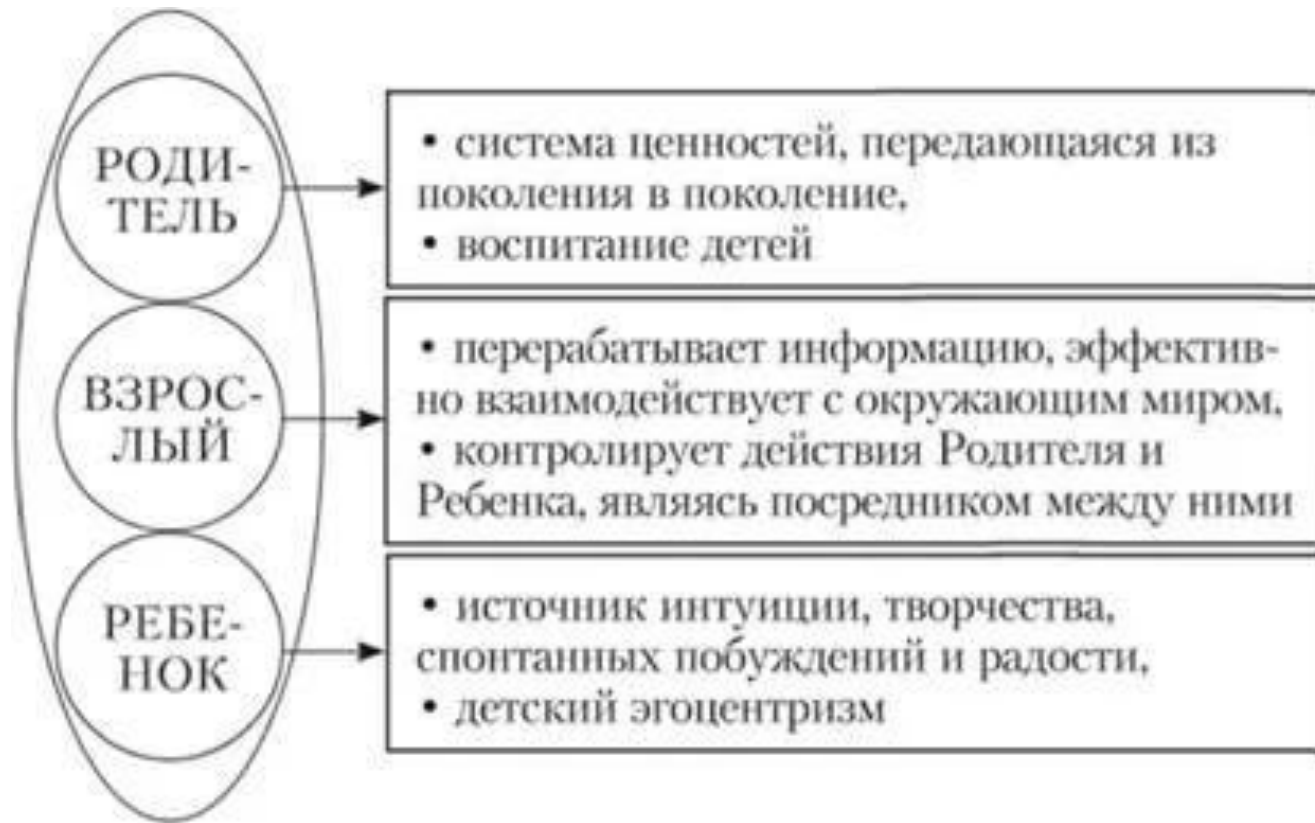 РОДИ-
ТЕЛЬ
• система ценностей, передающаяся из
поколения в поколение,
• воспитание детей
ВЗРОС-
ЛЫЙ
• перерабатывает информацию, эффектив-
но взаимодействует с окружающим миром,
• контролирует действия Родителя и
Ребенка, являясь посредником между ними
РЕБЕ-
НОК
• источник интуиции, творчества,
спонтанных побуждений и радости,
• детский эгоцентризм